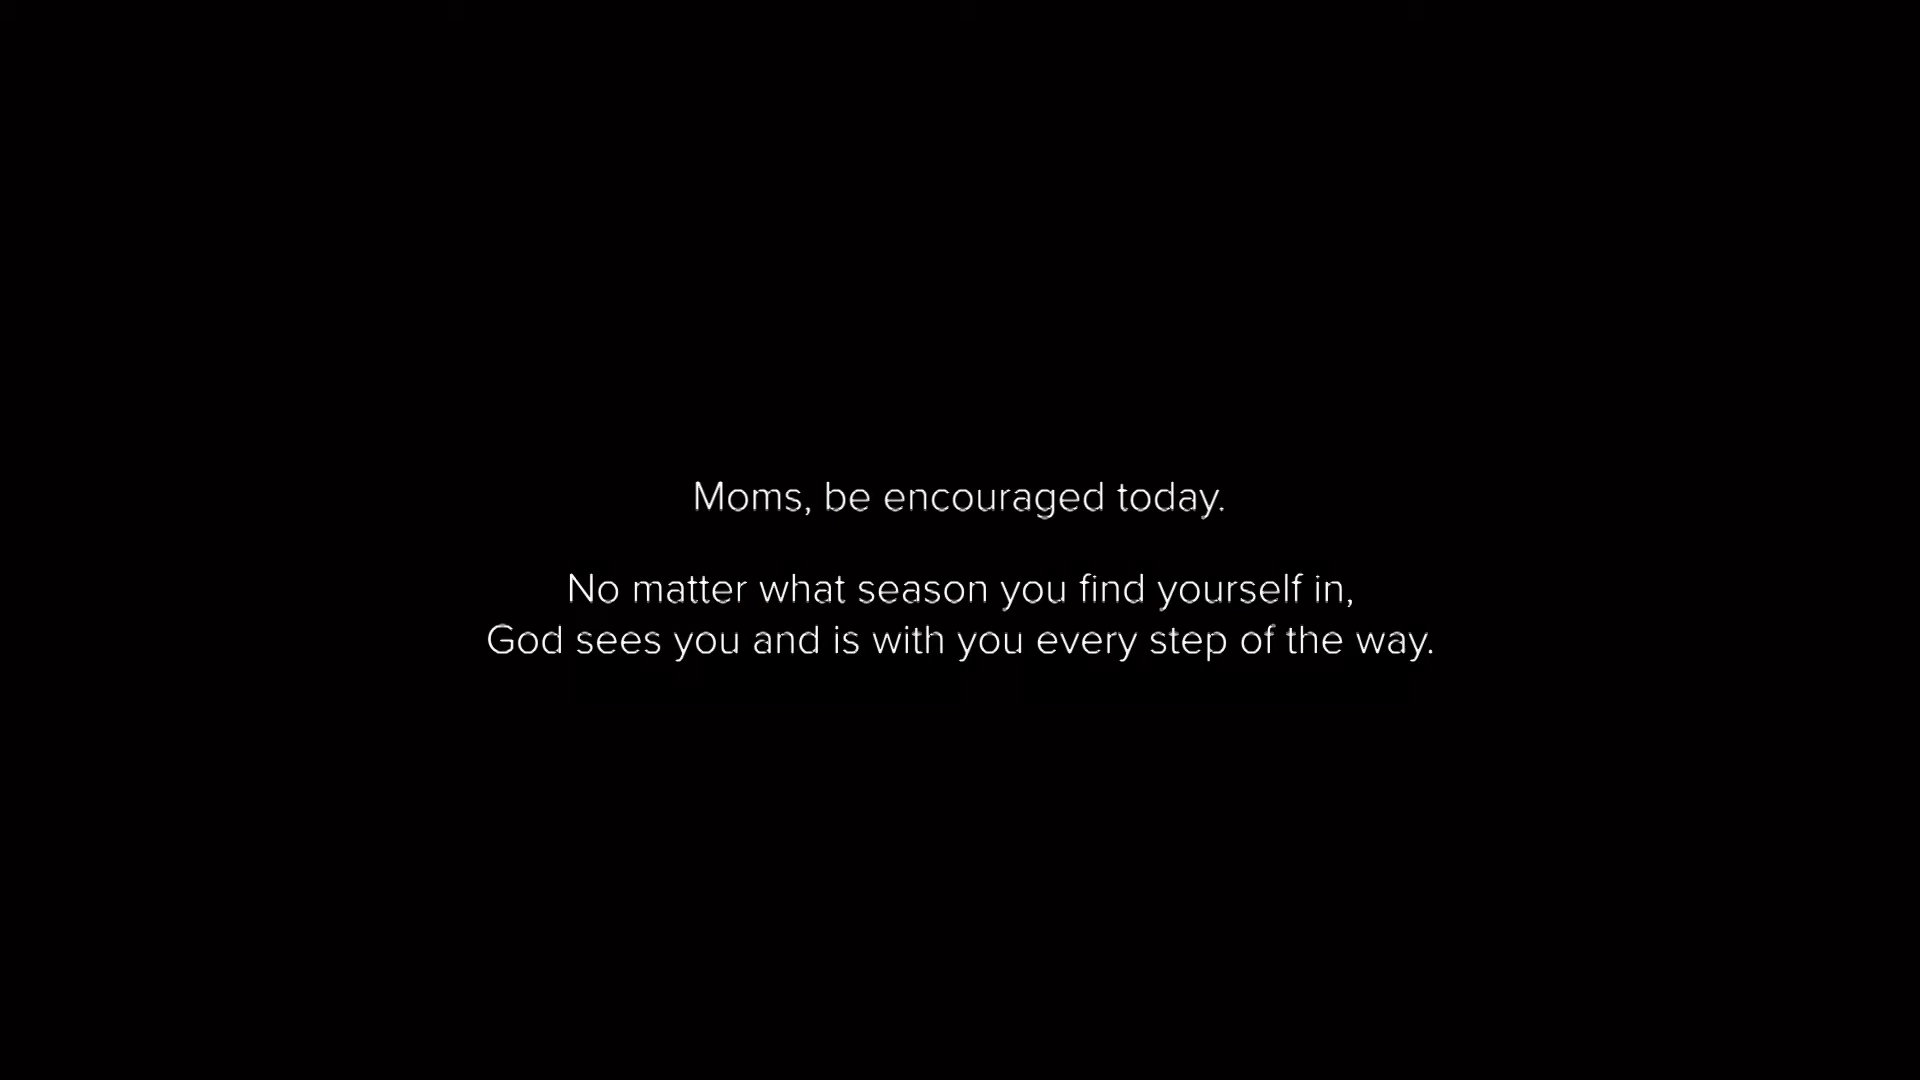 Moms, be encouraged today.
No matter what season you find yourself in,
God sees you and is with you every step of the way.